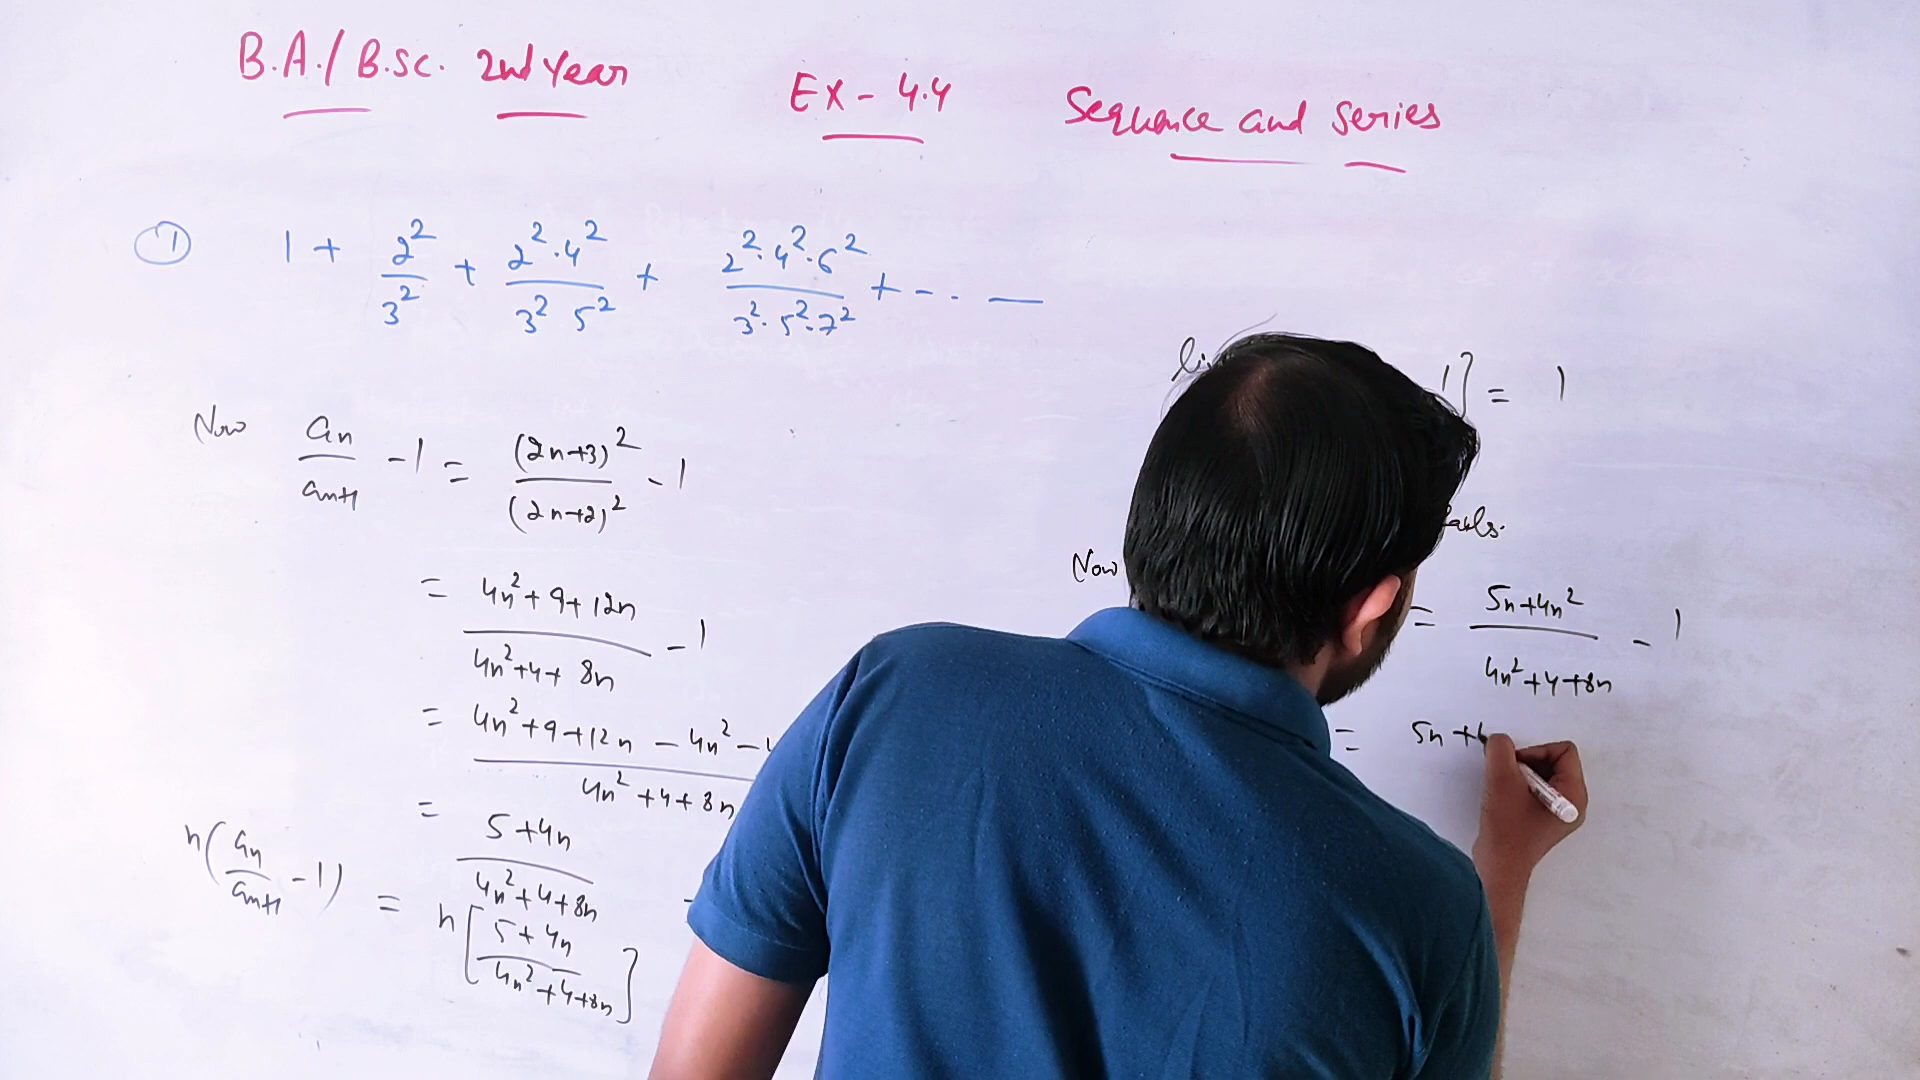 B.A./B.Sc. 2nd Year
Ex - 4.4
Sequence and series
① 1 + 2²/3² + 2²·4²/3² 5² + 2²·4²·6²/3²·5²·7² + -·· —
Now an/an+1 - 1 = (2n+3)²/(2n+2)² - 1
= 4n²+9+12n/4n²+4+8n - 1
= 4n²+9+12n - 4n² -
4n²+4+8n
= 5+4n/4n²+4+8n
n(an/an+1 - 1) = n[5+4n/4n²+4+8n]
1] = 1
Now
= 5n+4n²/4n²+4+8n - 1
= 5n +